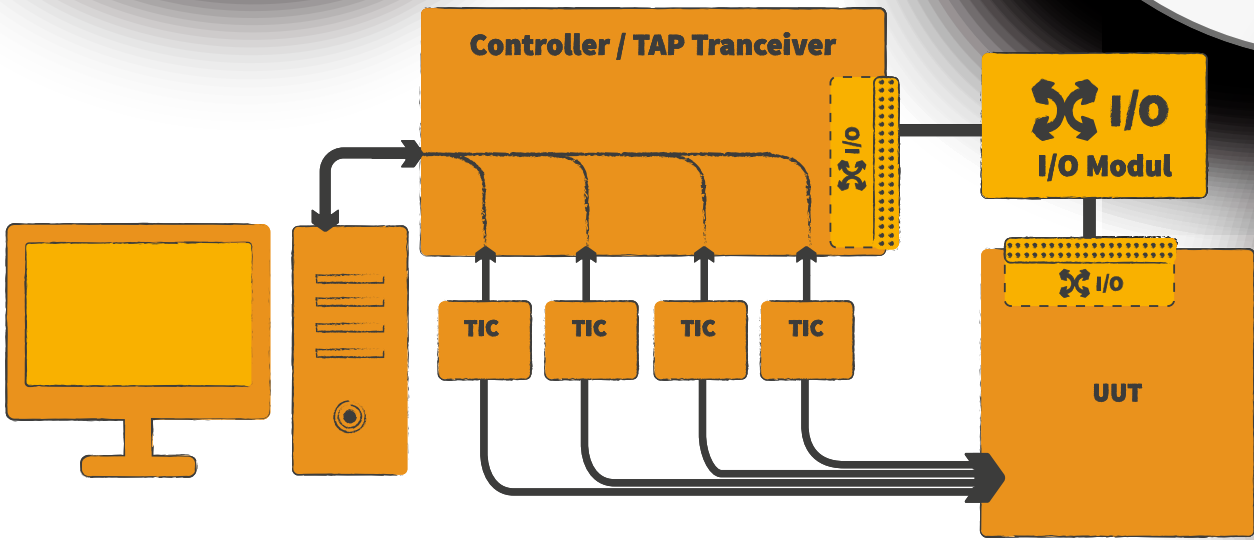 Controller / TAP Tranceiver
I/O
I/O
I/O Modul
I/O
TIC
TIC
TIC
TIC
UUT